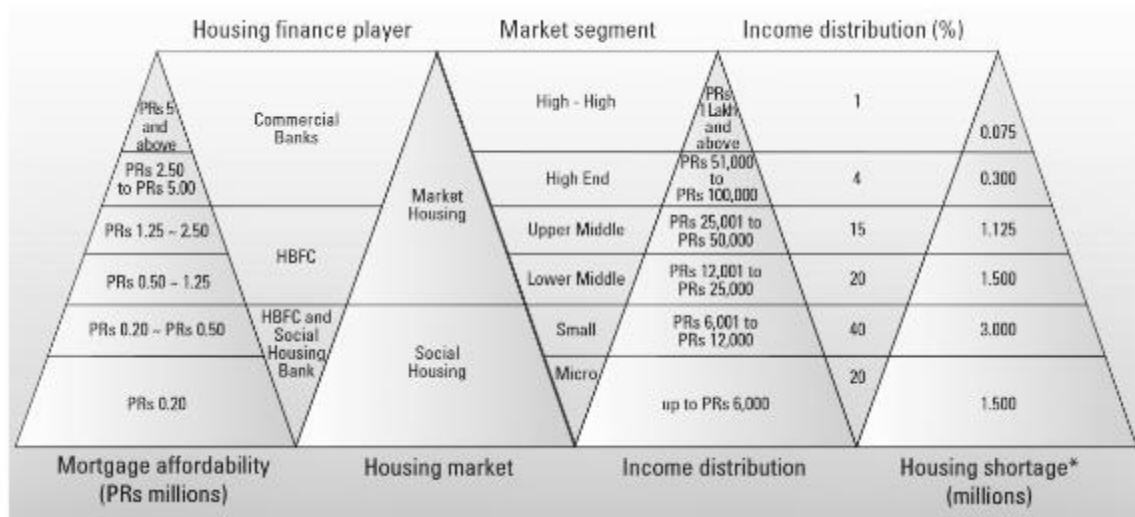 Housing finance player
Market segment
Income distribution (%)
PRs 5
and
above
Commercial
Banks
High - High
PRs
1 Lakh
and
above
1
0.075
PRs 2.50
to PRs 5.00
Market
Housing
High End
PRs 51,000
to
PRs 100,000
4
0.300
PRs 1.25 ~ 2.50
HBFC
Upper Middle
PRs 25,001 to
PRs 50,000
15
1.125
PRs 0.50 ~ 1.25
Lower Middle
PRs 12,001 to
PRs 25,000
20
1.500
PRs 0.20 ~ PRs 0.50
HBFC and
Social
Housing
Bank
Social
Housing
Small
PRs 6,001 to
PRs 12,000
40
3.000
PRs 0.20
Micro
up to PRs 6,000
20
1.500
Mortgage affordability
(PRs millions)
Housing market
Income distribution
Housing shortage*
(millions)